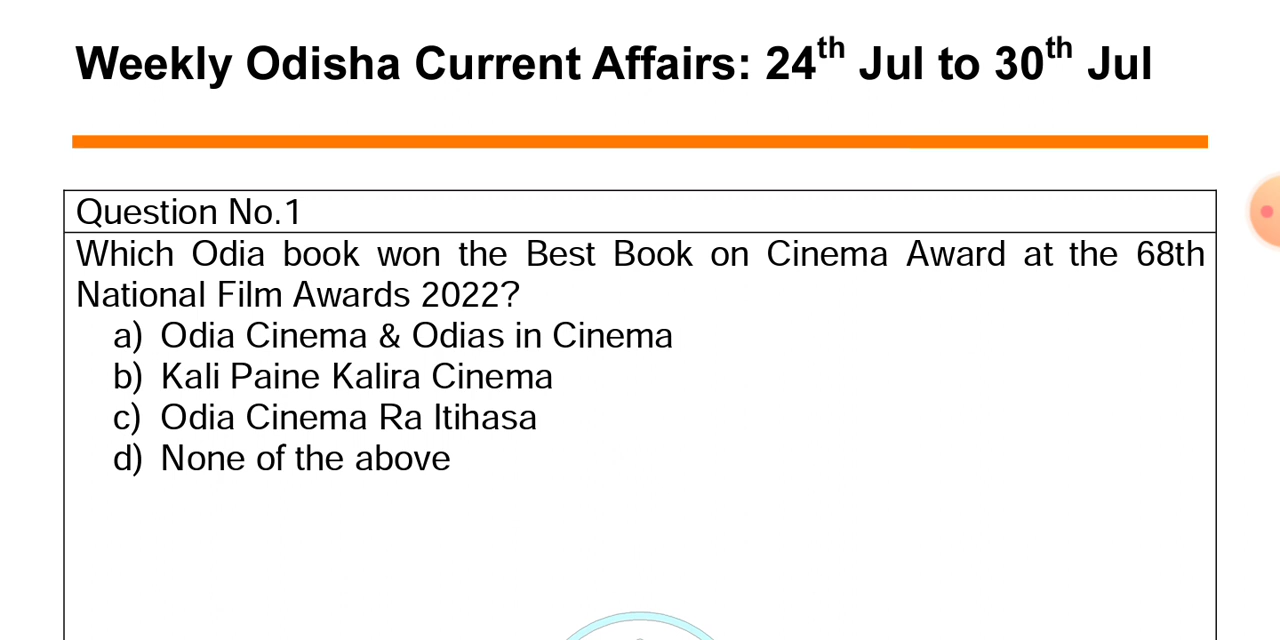 Weekly Odisha Current Affairs: 24th Jul to 30th Jul
Question No.1
Which Odia book won the Best Book on Cinema Award at the 68th
National Film Awards 2022?
a) Odia Cinema & Odias in Cinema
b) Kali Paine Kalira Cinema
c) Odia Cinema Ra Itihasa
d) None of the above